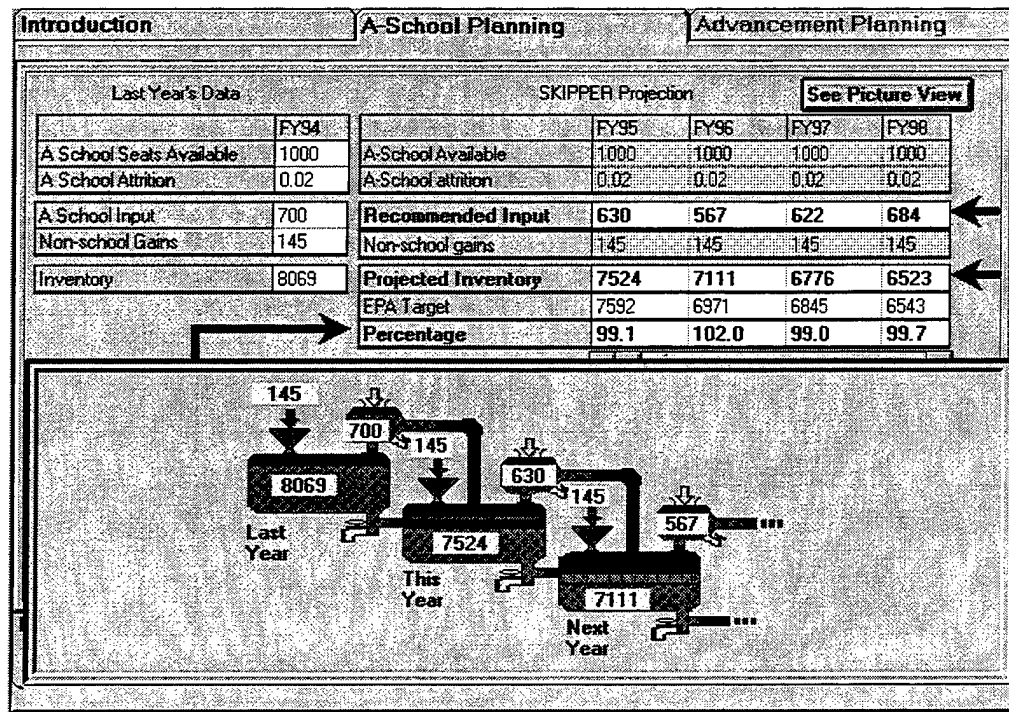 Introduction A-School Planning Advancement Planning
Last Year's Data SKIPPER Projection See Picture View
FY94 FY95 FY96 FY97 FY98
A School Seats Available 1000 A-School Available 1000 1000 1000 1000
A School Attrition 0.02 A-School attrition 0.02 0.02 0.02 0.02
A School Input 700 Recommended Input 630 567 622 684
Non-school Gains 145 Non-school gains 145 145 145 145
Inventory 8069 Projected Inventory 7524 7111 6776 6523
EPA Target 7592 6971 6845 6543
Percentage 99.1 102.0 99.0 99.7
145
700
145
8069
630
145
Last
Year
7524
567
This
Year
7111
Next
Year